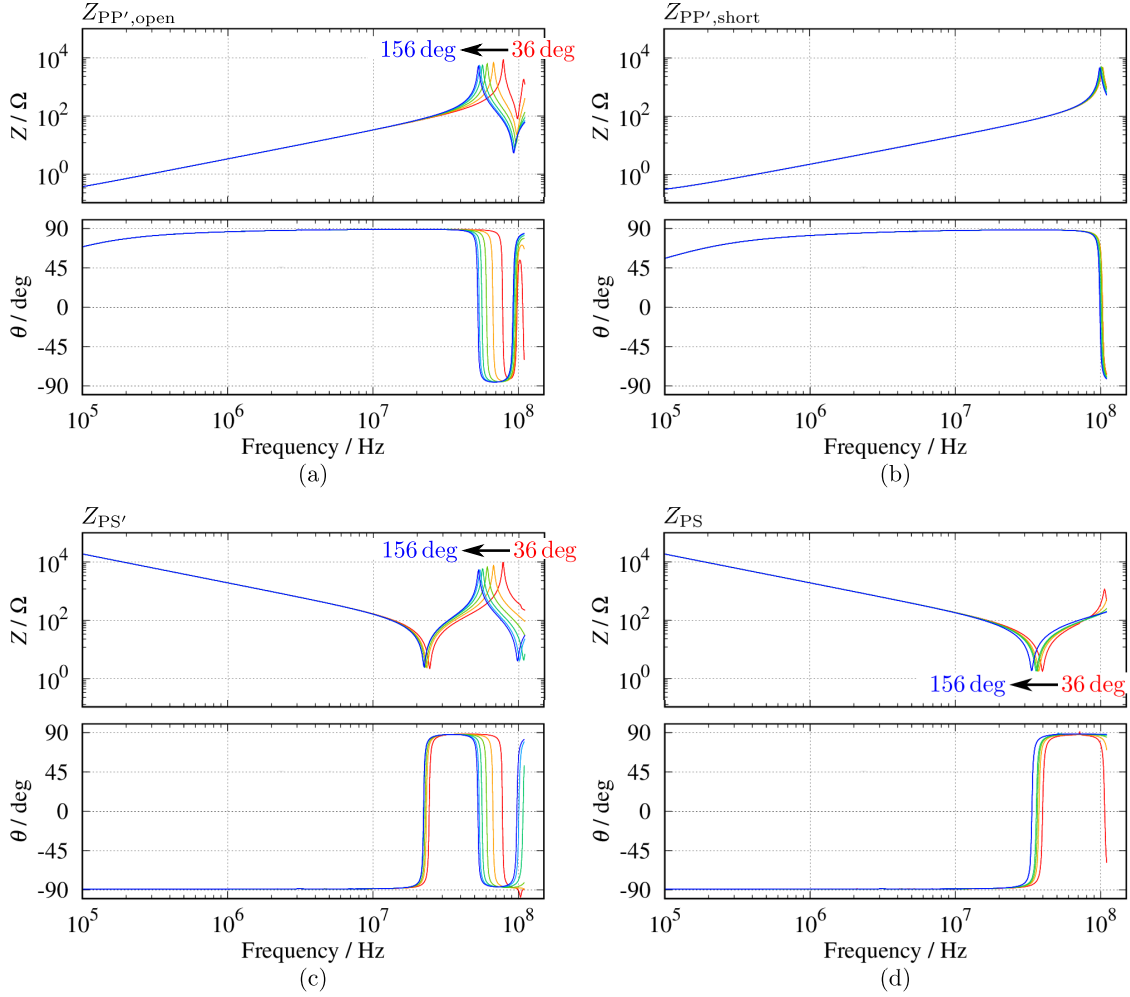 Z_PP′,open
Z_PP′,short
156 deg 36 deg
Z / Ω
10^4
10^2
10^0
Z / Ω
10^4
10^2
10^0
θ / deg
90
45
0
-45
-90
θ / deg
90
45
0
-45
-90
10^5 10^6 10^7 10^8
10^5 10^6 10^7 10^8
Frequency / Hz
Frequency / Hz
(a)
(b)
Z_PS′
Z_PS
156 deg 36 deg
Z / Ω
10^4
10^2
10^0
Z / Ω
10^4
10^2
10^0
156 deg 36 deg
θ / deg
90
45
0
-45
-90
θ / deg
90
45
0
-45
-90
10^5 10^6 10^7 10^8
10^5 10^6 10^7 10^8
Frequency / Hz
Frequency / Hz
(c)
(d)